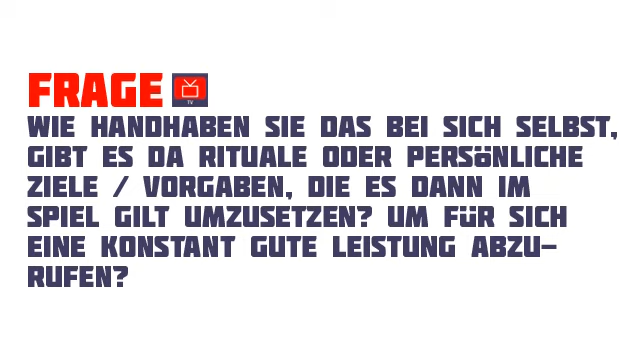 FRAGE
TV
WIE HANDHABEN SIE DAS BEI SICH SELBST,
GIBT ES DA RITUALE ODER PERSÖNLICHE
ZIELE / VORGABEN, DIE ES DANN IM
SPIEL GILT UMZUSETZEN? UM FÜR SICH
EINE KONSTANT GUTE LEISTUNG ABZU-
RUFEN?